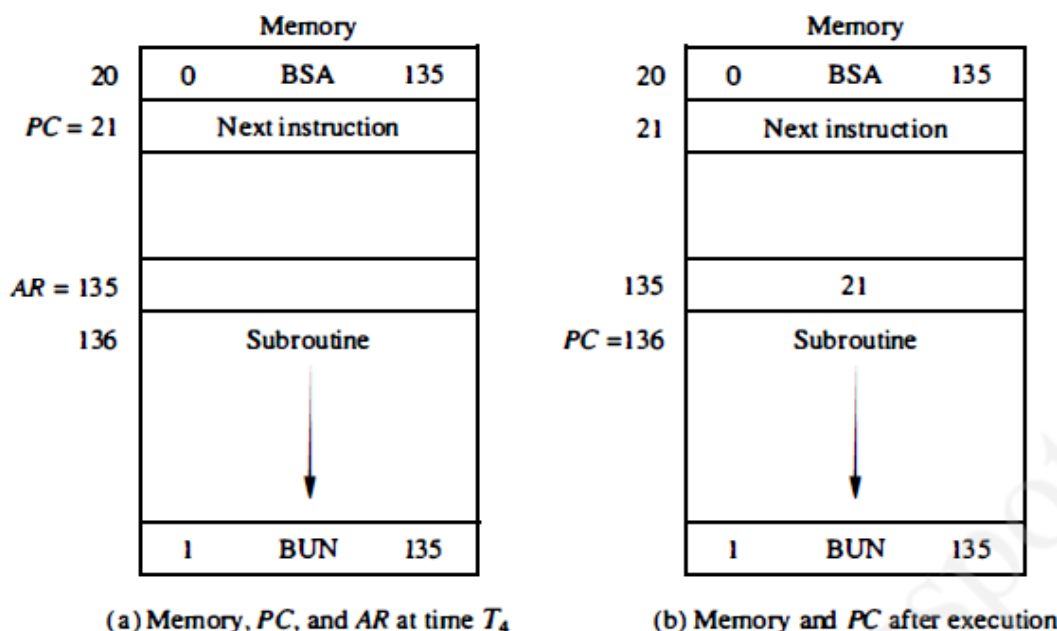 Memory
20 0 BSA 135
PC = 21 Next instruction
AR = 135
136 Subroutine
1 BUN 135
(a) Memory, PC, and AR at time T4
Memory
20 0 BSA 135
21 Next instruction
135 21
PC =136 Subroutine
1 BUN 135
(b) Memory and PC after execution